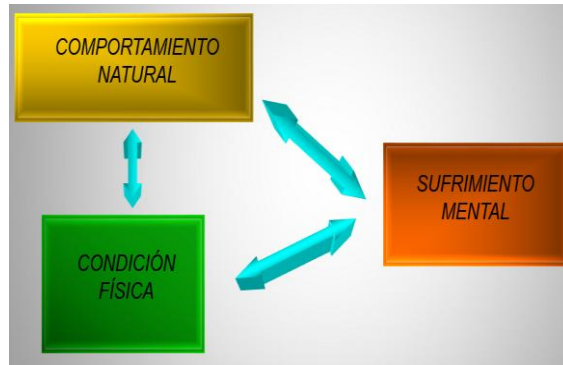 COMPORTAMIENTO
NATURAL
SUFRIMIENTO
MENTAL
CONDICIÓN
FÍSICA